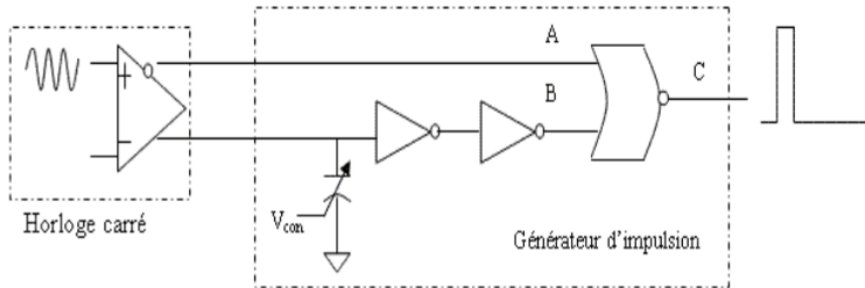 A
C
B
+
−
V_con
Horloge carré
Générateur d'impulsion